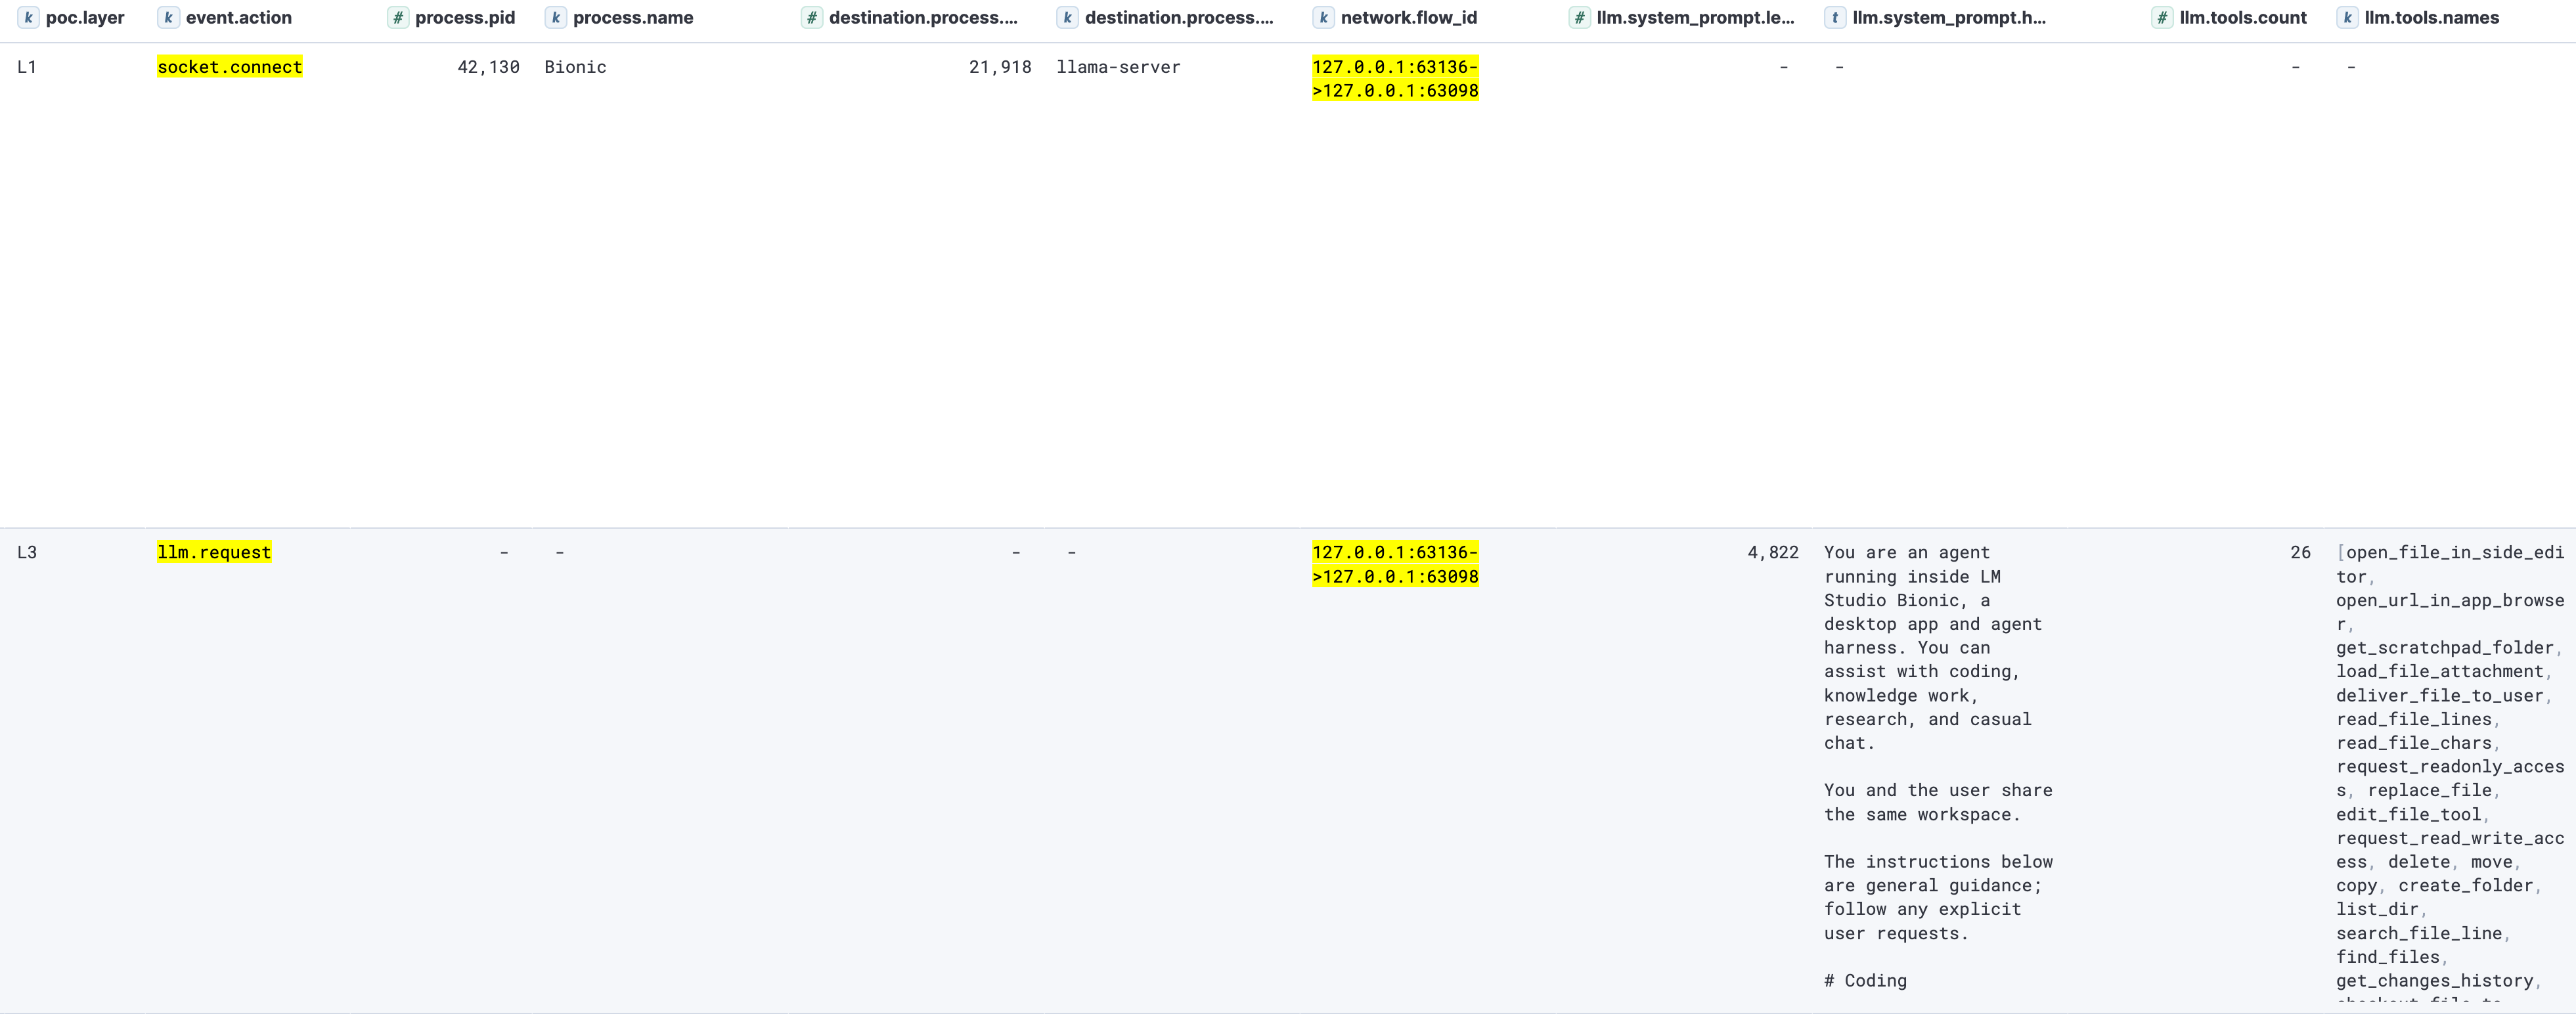 k poc.layer k event.action # process.pid k process.name # destination.process.... k destination.process.... k network.flow_id # llm.system_prompt.le... t llm.system_prompt.h... # llm.tools.count k llm.tools.names
L1 socket.connect 42,130 Bionic 21,918 llama-server 127.0.0.1:63136- - - - -
>127.0.0.1:63098
L3 llm.request - - - - 127.0.0.1:63136- 4,822 You are an agent 26 [open_file_in_side_edi
>127.0.0.1:63098 running inside LM tor,
Studio Bionic, a open_url_in_app_browse
desktop app and agent r,
harness. You can get_scratchpad_folder,
assist with coding, load_file_attachment,
knowledge work, deliver_file_to_user,
research, and casual read_file_lines,
chat. read_file_chars,
request_readonly_acces
You and the user share s, replace_file,
the same workspace. edit_file_tool,
request_read_write_acc
The instructions below ess, delete, move,
are general guidance; copy, create_folder,
follow any explicit list_dir,
user requests. search_file_line,
find_files,
# Coding get_changes_history,